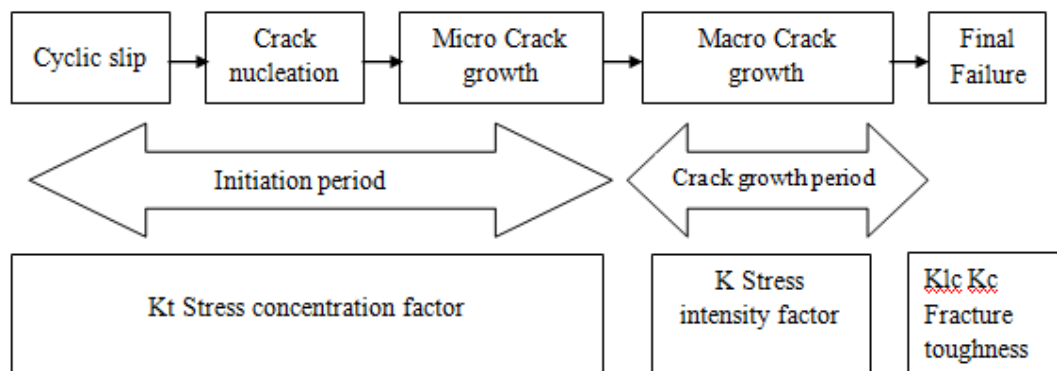 Cyclic slip
Crack
nucleation
Micro Crack
growth
Macro Crack
growth
Final
Failure
Initiation period
Crack growth period
Kt Stress concentration factor
K Stress
intensity factor
Klc Kc
Fracture
toughness